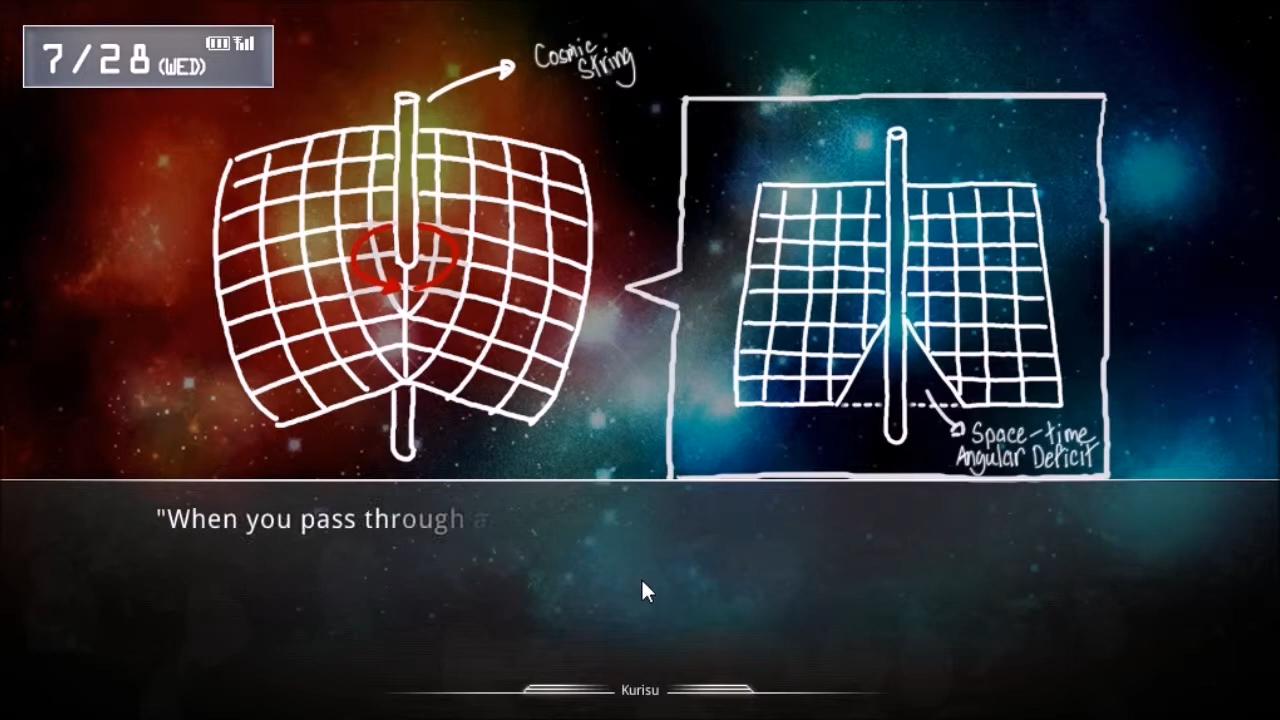 7/28 (WED)
Cosmic
String
Space-time
Angular Deficit
"When you pass through a
Kurisu